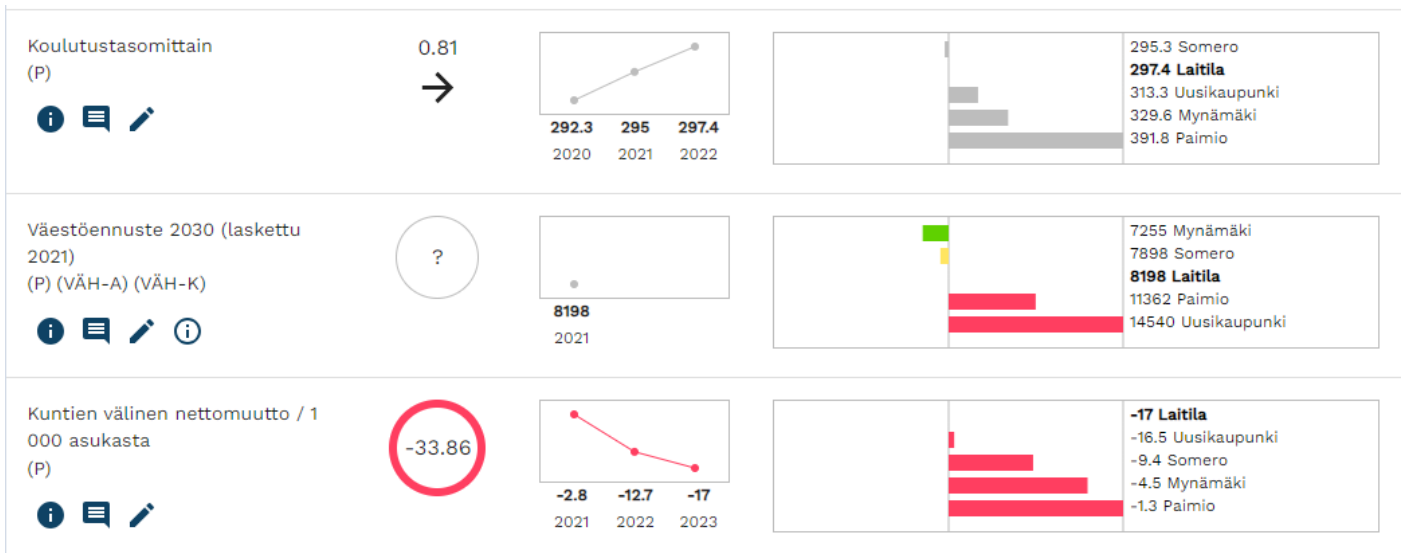 Koulutustasomittain
(P)
0.81
292.3 295 297.4
2020 2021 2022
295.3 Somero
297.4 Laitila
313.3 Uusikaupunki
329.6 Mynämäki
391.8 Paimio
Väestöennuste 2030 (laskettu
2021)
(P) (VÄH-A) (VÄH-K)
?
8198
2021
7255 Mynämäki
7898 Somero
8198 Laitila
11362 Paimio
14540 Uusikaupunki
Kuntien välinen nettomuutto / 1
000 asukasta
(P)
-33.86
-2.8 -12.7 -17
2021 2022 2023
-17 Laitila
-16.5 Uusikaupunki
-9.4 Somero
-4.5 Mynämäki
-1.3 Paimio